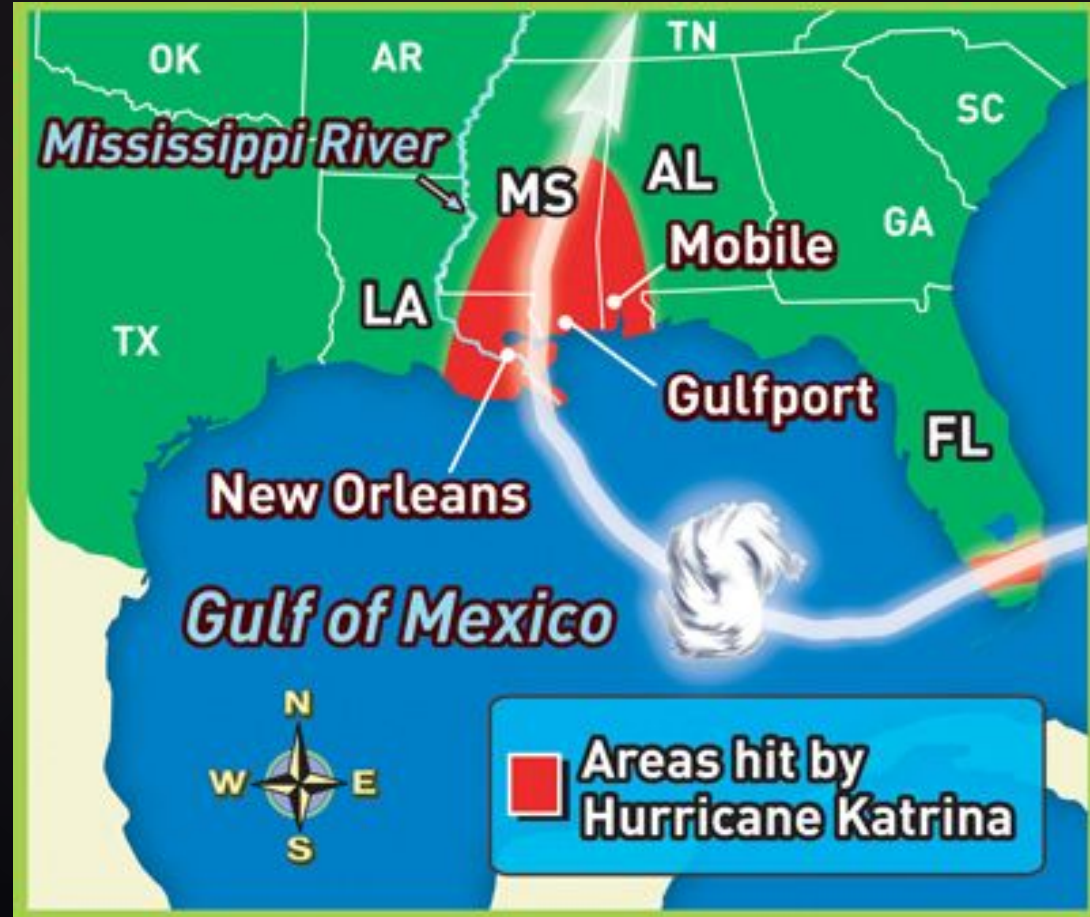 TN
OK
AR
SC
Mississippi River
MS
AL
GA
Mobile
LA
TX
Gulfport
FL
New Orleans
Gulf of Mexico
N
W
E
S
Areas hit by
Hurricane Katrina